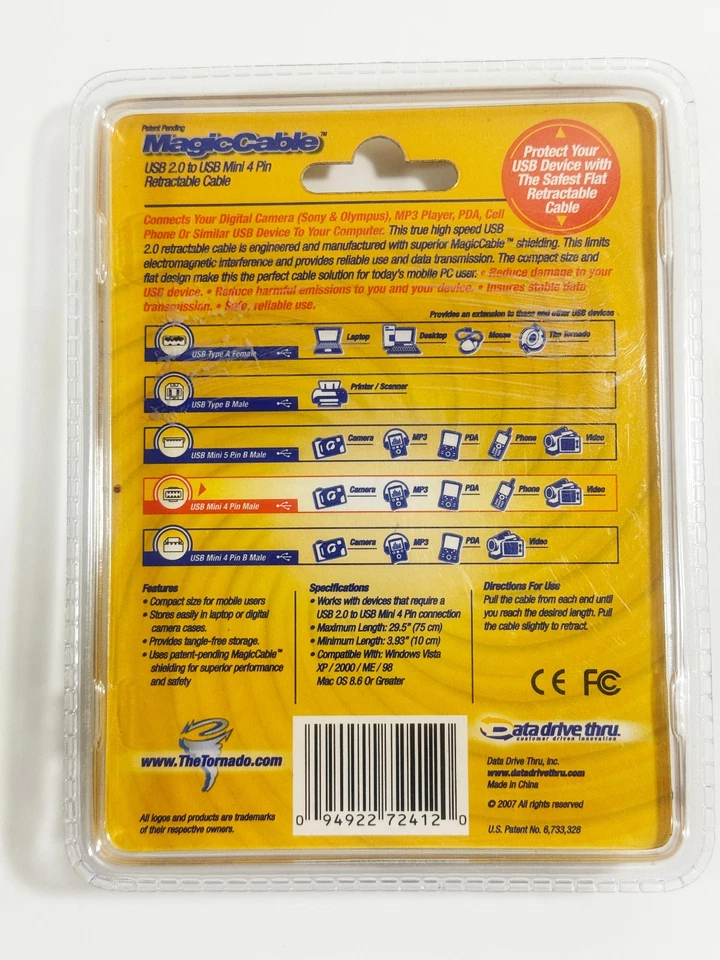 Patent Pending
MagicCable™
USB 2.0 to USB Mini 4 Pin
Retractable Cable
Protect Your
USB Device with
The Safest Flat
Retractable
Cable
Connects Your Digital Camera (Sony & Olympus), MP3 Player, PDA, Cell
Phone Or Similar USB Device To Your Computer. This true high speed USB
2.0 retractable cable is engineered and manufactured with superior MagicCable™ shielding. This limits
electromagnetic interference and provides reliable use and data transmission. The compact size and
flat design make this the perfect cable solution for today's mobile PC user. • Reduce damage to your
USB device. • Reduce harmful emissions to you and your device. • Insures stable data
transmission. • Safe, reliable use.
Provides an extension to these and other USB devices
USB Type A Female Laptop Desktop Mouse The Tornado
USB Type B Male Printer / Scanner
USB Mini 5 Pin B Male Camera MP3 PDA Phone Video
USB Mini 4 Pin Male Camera MP3 PDA Phone Video
USB Mini 4 Pin B Male Camera MP3 PDA Video
Features
• Compact size for mobile users
• Stores easily in laptop or digital
camera cases.
• Provides tangle-free storage.
• Uses patent-pending MagicCable™
shielding for superior performance
and safety
Specifications
• Works with devices that require a
USB 2.0 to USB Mini 4 Pin connection
• Maximum Length: 29.5" (75 cm)
• Minimum Length: 3.93" (10 cm)
• Compatible With: Windows Vista
XP / 2000 / ME / 98
Mac OS 8.6 Or Greater
Directions For Use
Pull the cable from each end until
you reach the desired length. Pull
the cable slightly to retract.
CE FC
www.TheTornado.com
All logos and products are trademarks
of their respective owners.
0 94922 72412 0
Data drive thru.
customer driven innovation
Data Drive Thru, Inc.
www.datadrivethru.com
Made in China
© 2007 All rights reserved
U.S. Patent No. 6,733,328